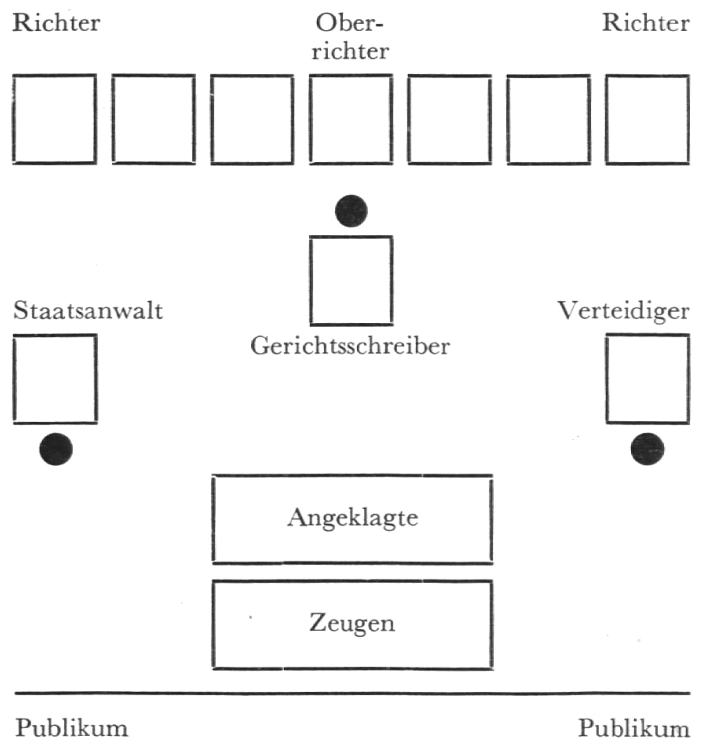 Richter
Ober-
richter
Richter
Staatsanwalt
Verteidiger
Gerichtsschreiber
Angeklagte
Zeugen
Publikum
Publikum